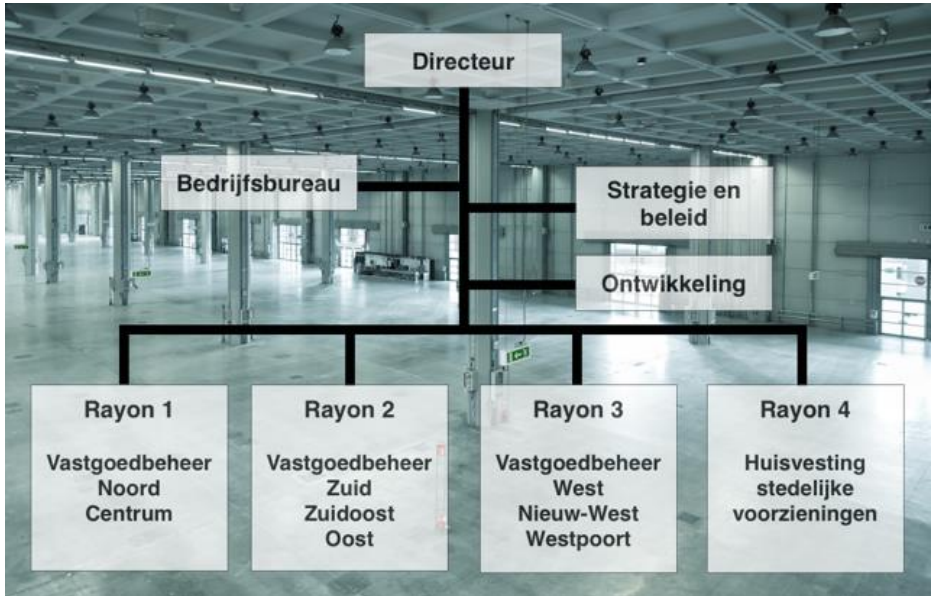 Directeur
Bedrijfsbureau
Strategie en
beleid
Ontwikkeling
Rayon 1
Vastgoedbeheer
Noord
Centrum
Rayon 2
Vastgoedbeheer
Zuid
Zuidoost
Oost
Rayon 3
Vastgoedbeheer
West
Nieuw-West
Westpoort
Rayon 4
Huisvesting
stedelijke
voorzieningen